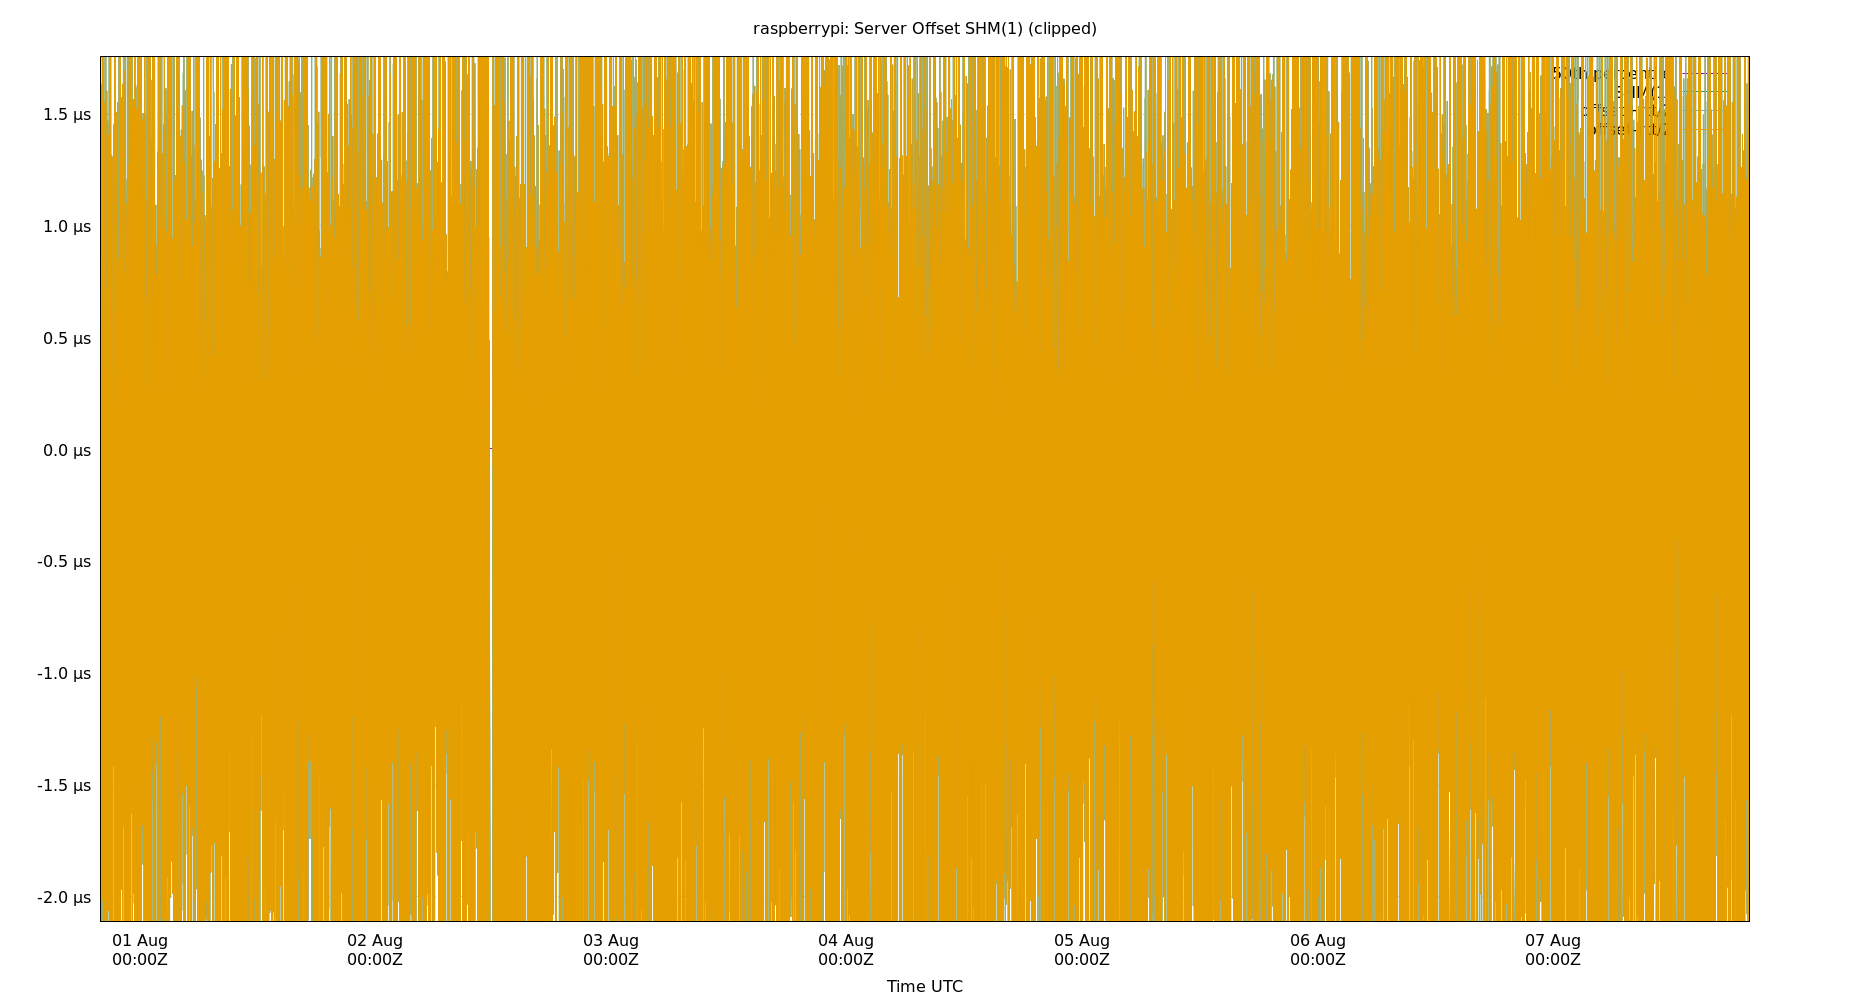 raspberrypi: Server Offset SHM(1) (clipped)
1.5 µs
1.0 µs
0.5 µs
0.0 µs
-0.5 µs
-1.0 µs
-1.5 µs
-2.0 µs
01 Aug 02 Aug 03 Aug 04 Aug 05 Aug 06 Aug 07 Aug
00:00Z 00:00Z 00:00Z 00:00Z 00:00Z 00:00Z 00:00Z
Time UTC